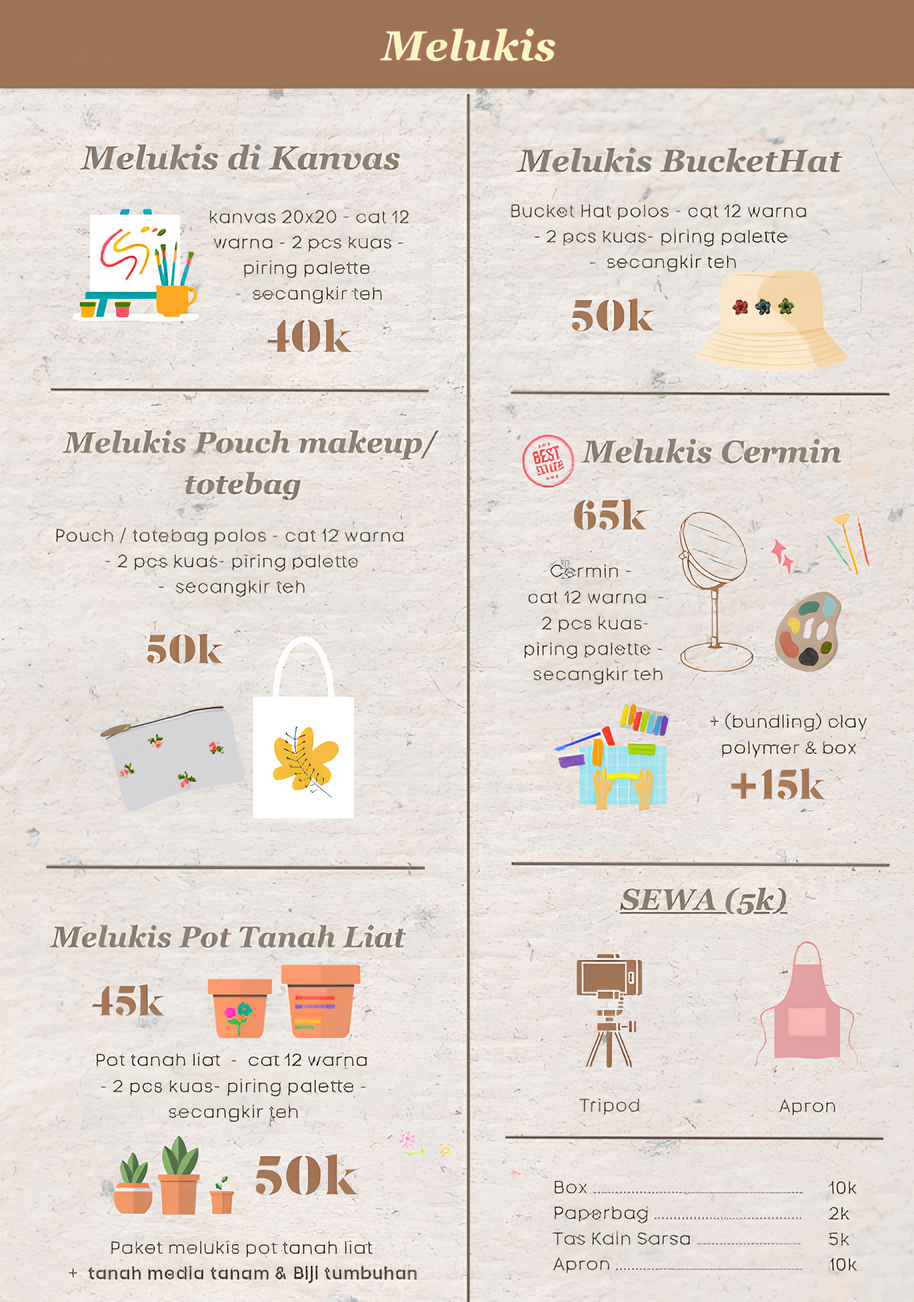 Melukis
Melukis di Kanvas
kanvas 20x20 - cat 12
warna - 2 pcs kuas -
piring palette
- secangkir teh
40k
Melukis Pouch makeup/
totebag
Pouch / totebag polos - cat 12 warna
- 2 pcs kuas- piring palette
- secangkir teh
50k
Melukis Pot Tanah Liat
45k
Pot tanah liat - cat 12 warna
- 2 pcs kuas- piring palette -
secangkir teh
50k
Paket melukis pot tanah liat
+ tanah media tanam & Biji tumbuhan
Melukis BucketHat
Bucket Hat polos - cat 12 warna
- 2 pcs kuas- piring palette
- secangkir teh
50k
BEST
Melukis Cermin
65k
Cermin -
cat 12 warna -
2 pcs kuas-
piring palette -
secangkir teh
+ (bundling) clay
polymer & box
+15k
SEWA (5k)
Tripod
Apron
Box 10k
Paperbag 2k
Tas Kain Sarsa 5k
Apron 10k